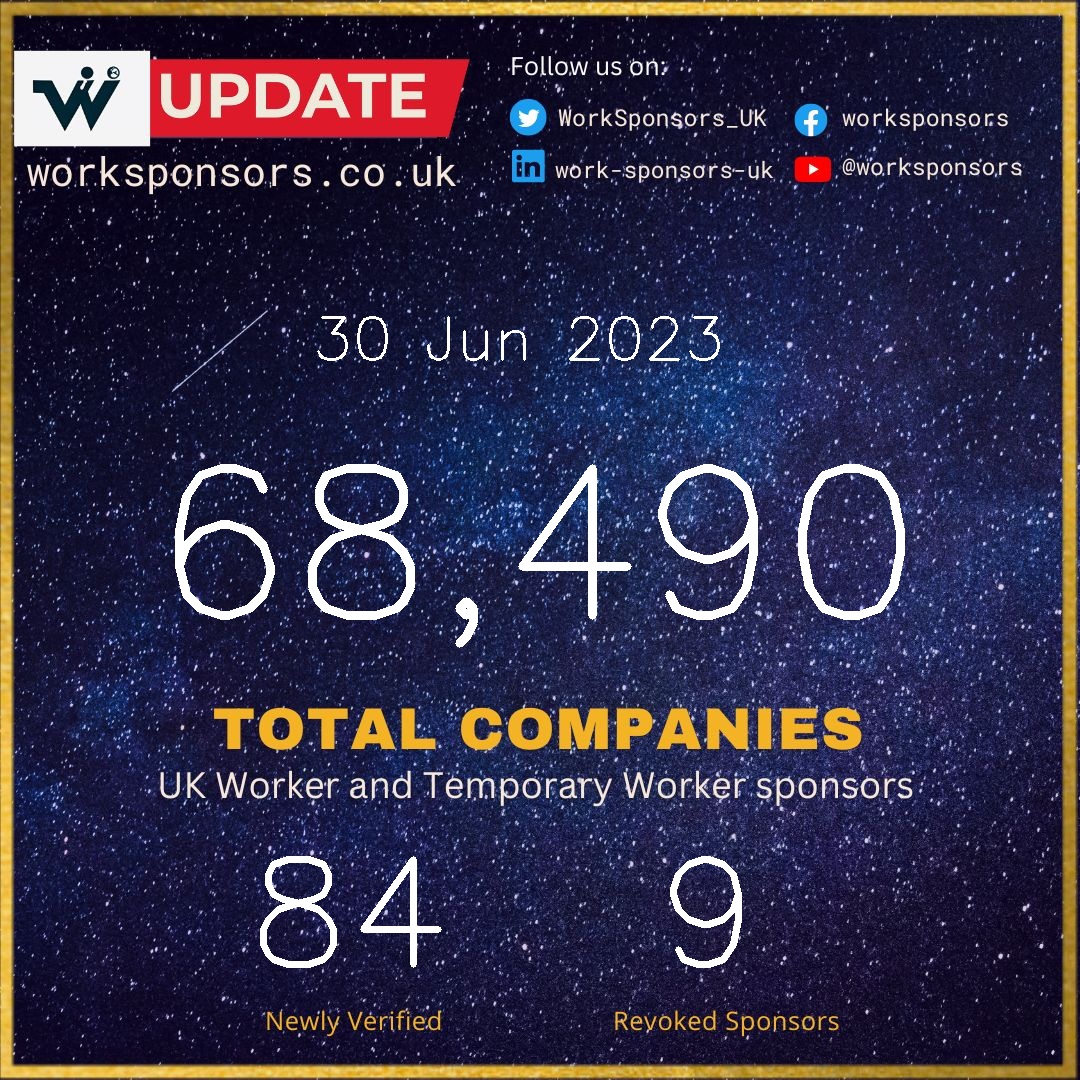 UPDATE
worksponsors.co.uk
Follow us on:
WorkSponsors_UK
worksponsors
work-sponsors-uk
@worksponsors
30 Jun 2023
68,490
TOTAL COMPANIES
UK Worker and Temporary Worker sponsors
84
9
Newly Verified
Revoked Sponsors